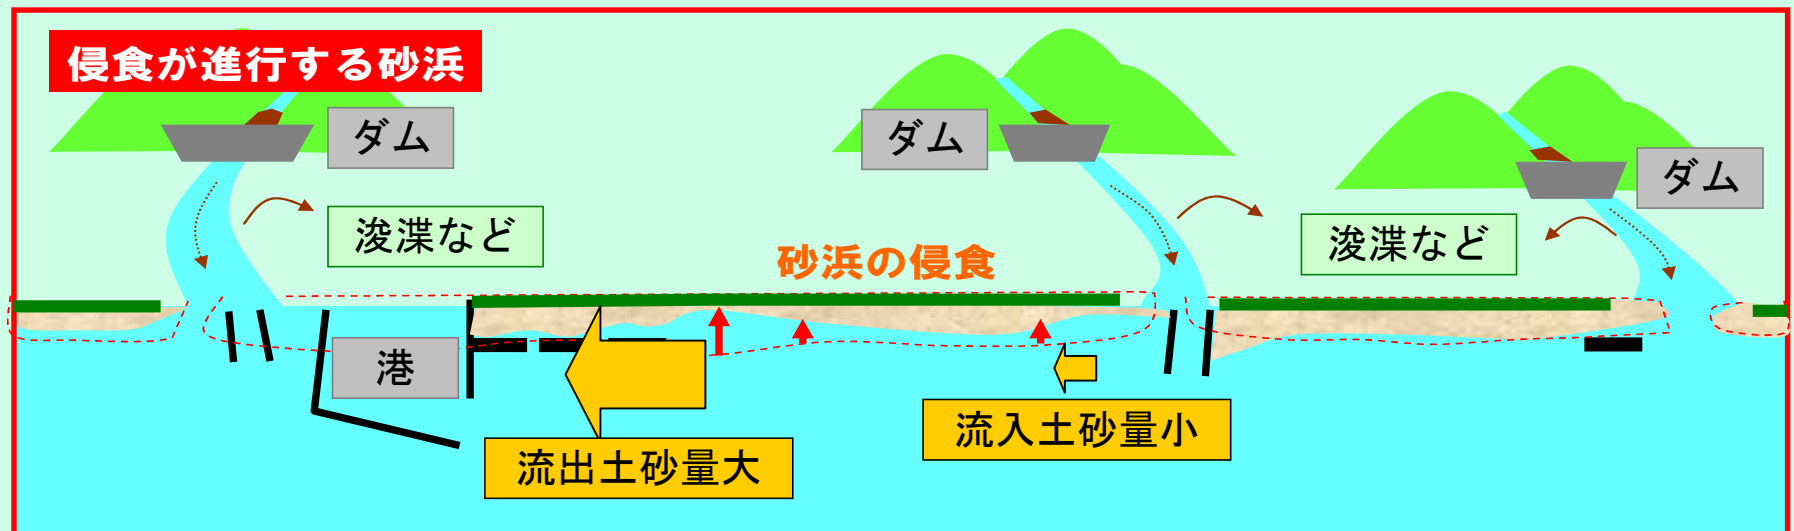 侵食が進行する砂浜
ダム
ダム
ダム
浚渫など
浚渫など
砂浜の侵食
港
流入土砂量小
流出土砂量大